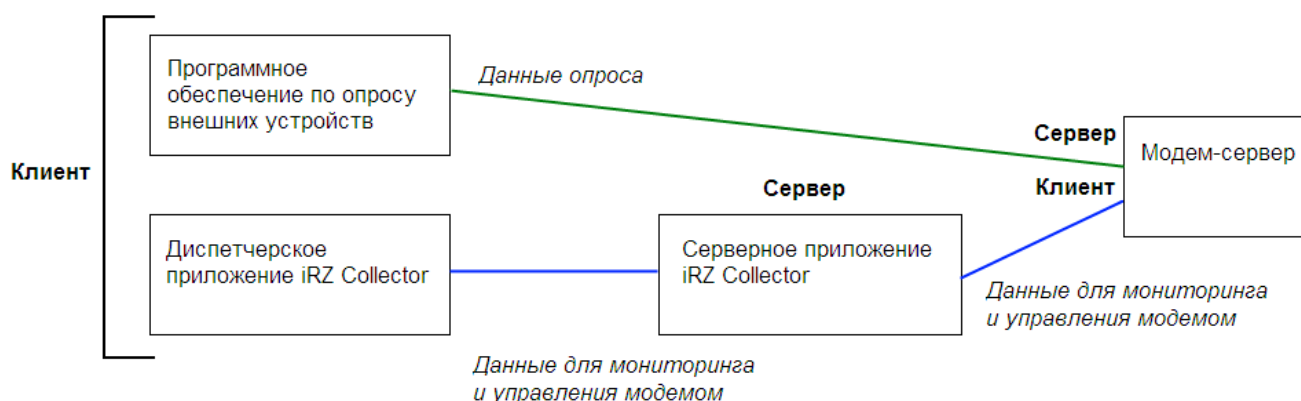 Программное
обеспечение по опросу
внешних устройств
Данные опроса
Сервер
Модем-сервер
Клиент
Клиент
Сервер
Диспетчерское
приложение iRZ Collector
Серверное приложение
iRZ Collector
Данные для мониторинга
и управления модемом
Данные для мониторинга
и управления модемом